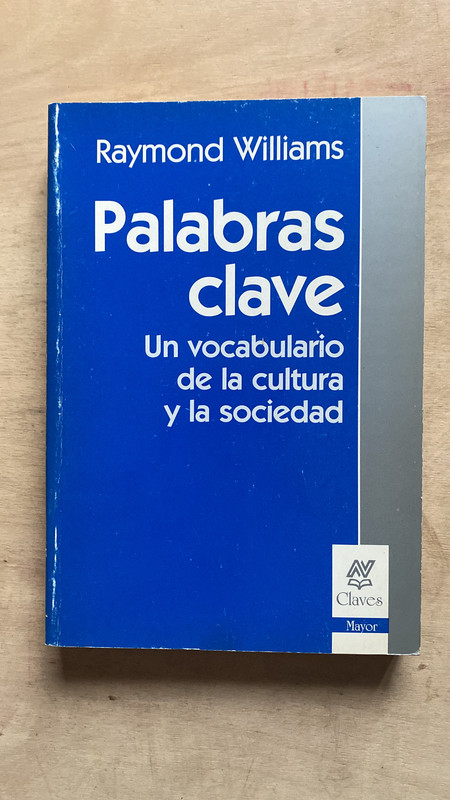 Raymond Williams
Palabras
clave
Un vocabulario
de la cultura
y la sociedad
Claves
Mayor